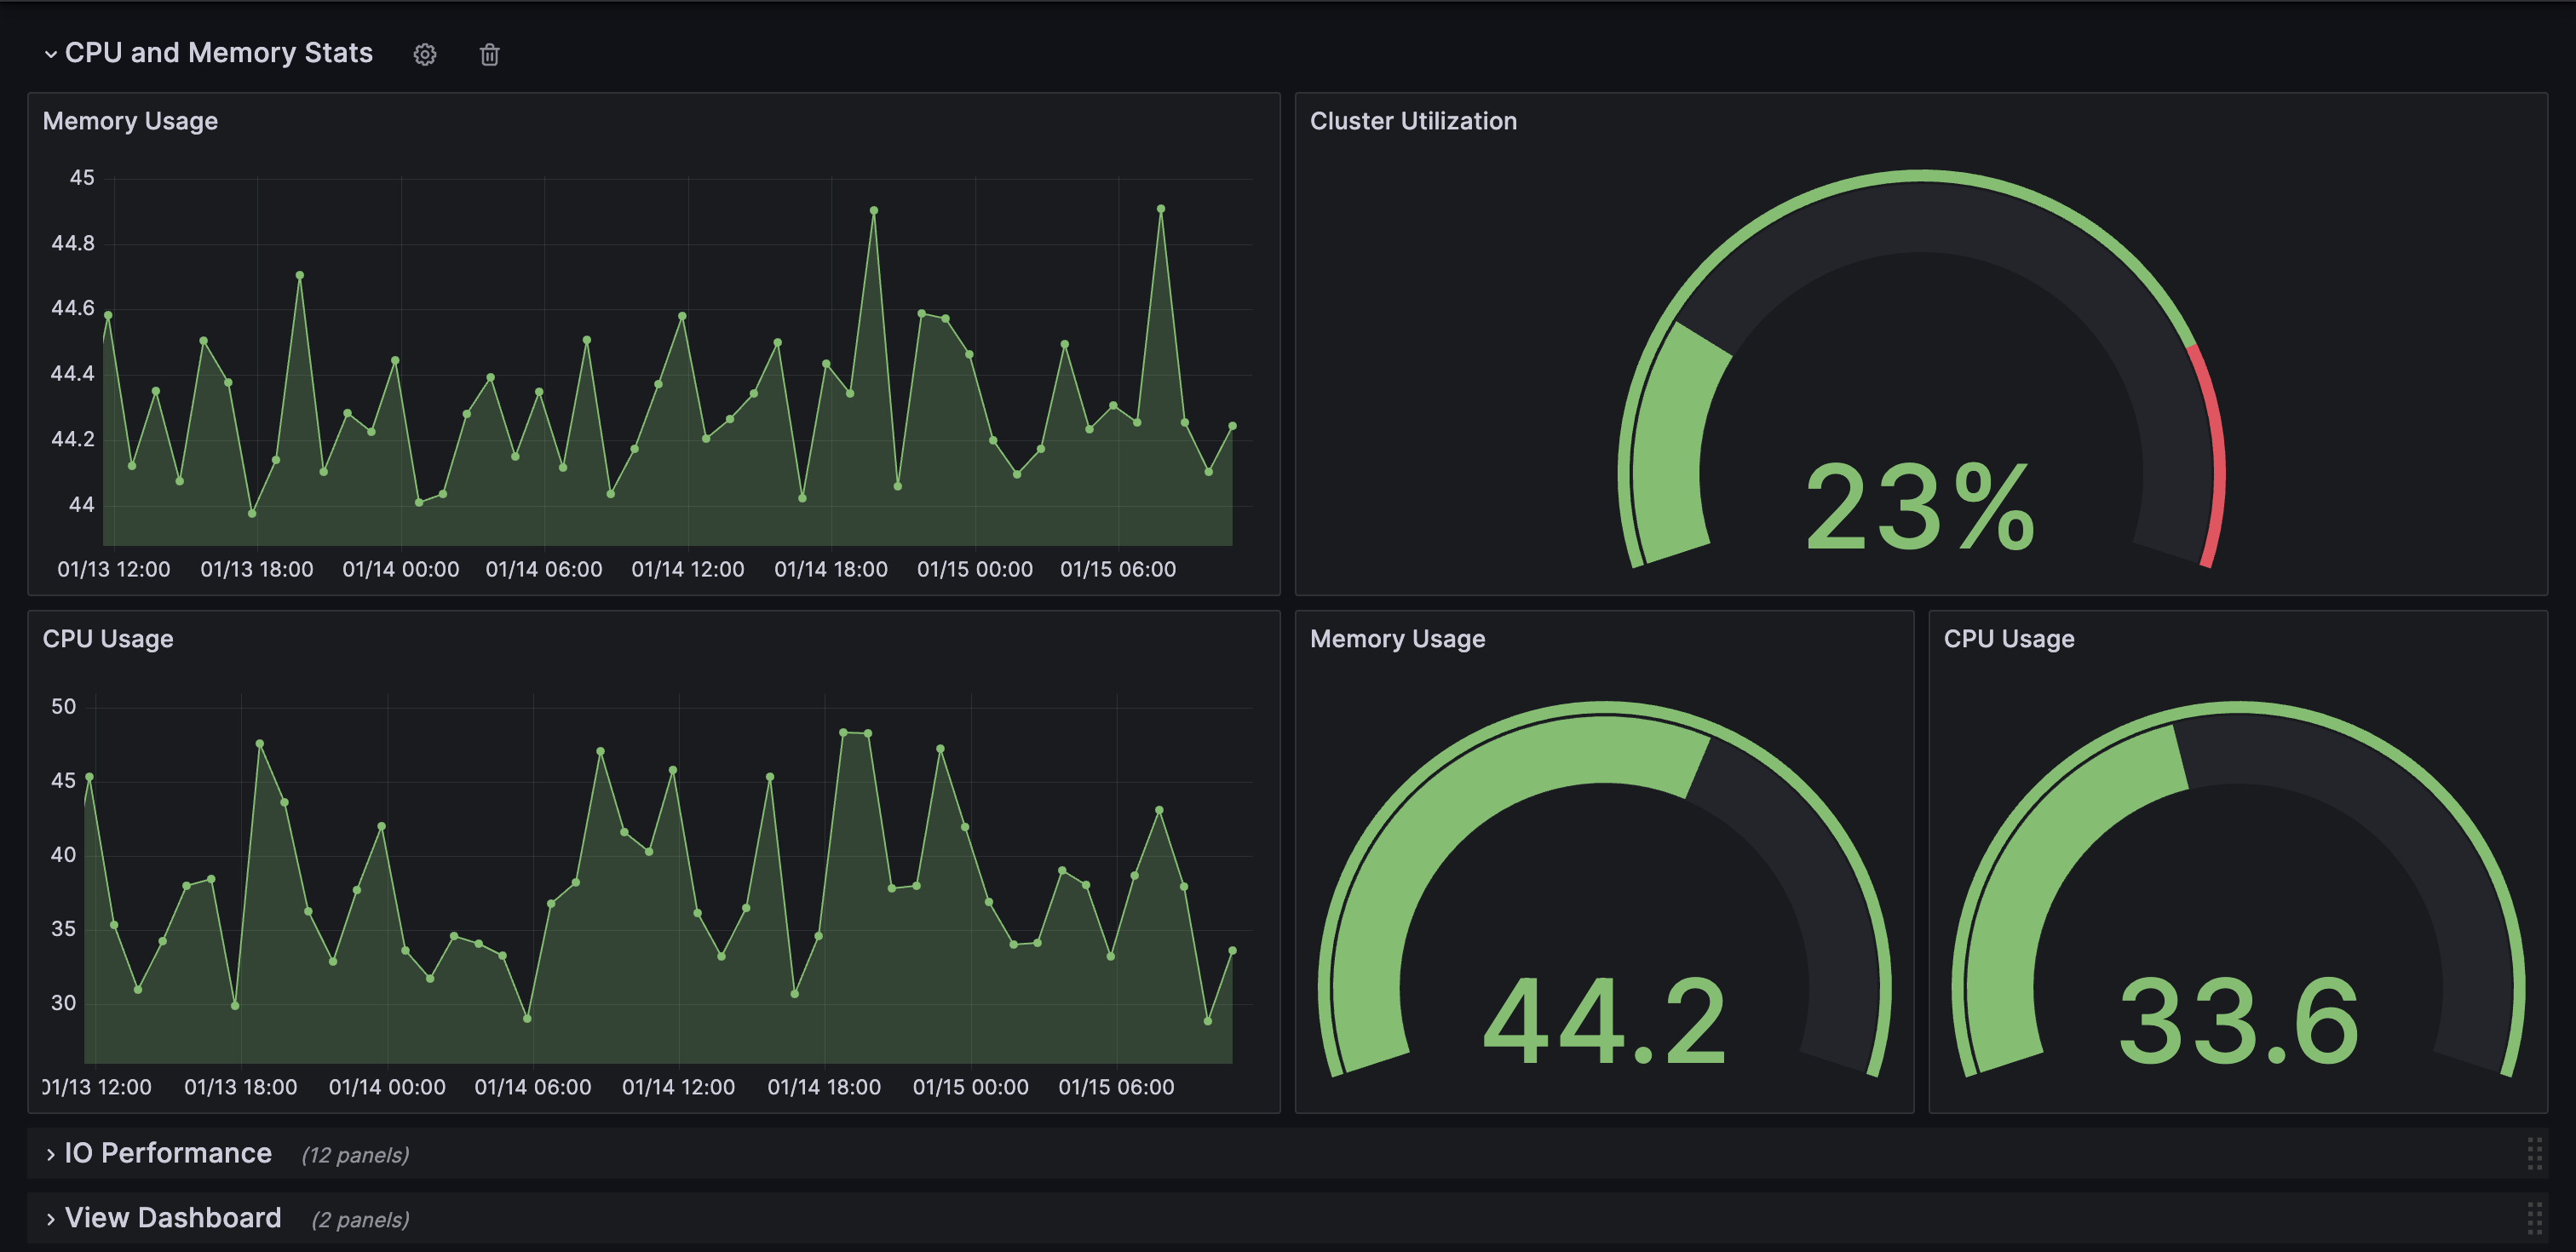 CPU and Memory Stats
Memory Usage
45
44.8
44.6
44.4
44.2
44
01/13 12:00 01/13 18:00 01/14 00:00 01/14 06:00 01/14 12:00 01/14 18:00 01/15 00:00 01/15 06:00
Cluster Utilization
23%
CPU Usage
50
45
40
35
30
01/13 12:00 01/13 18:00 01/14 00:00 01/14 06:00 01/14 12:00 01/14 18:00 01/15 00:00 01/15 06:00
Memory Usage
44.2
CPU Usage
33.6
IO Performance (12 panels)
View Dashboard (2 panels)